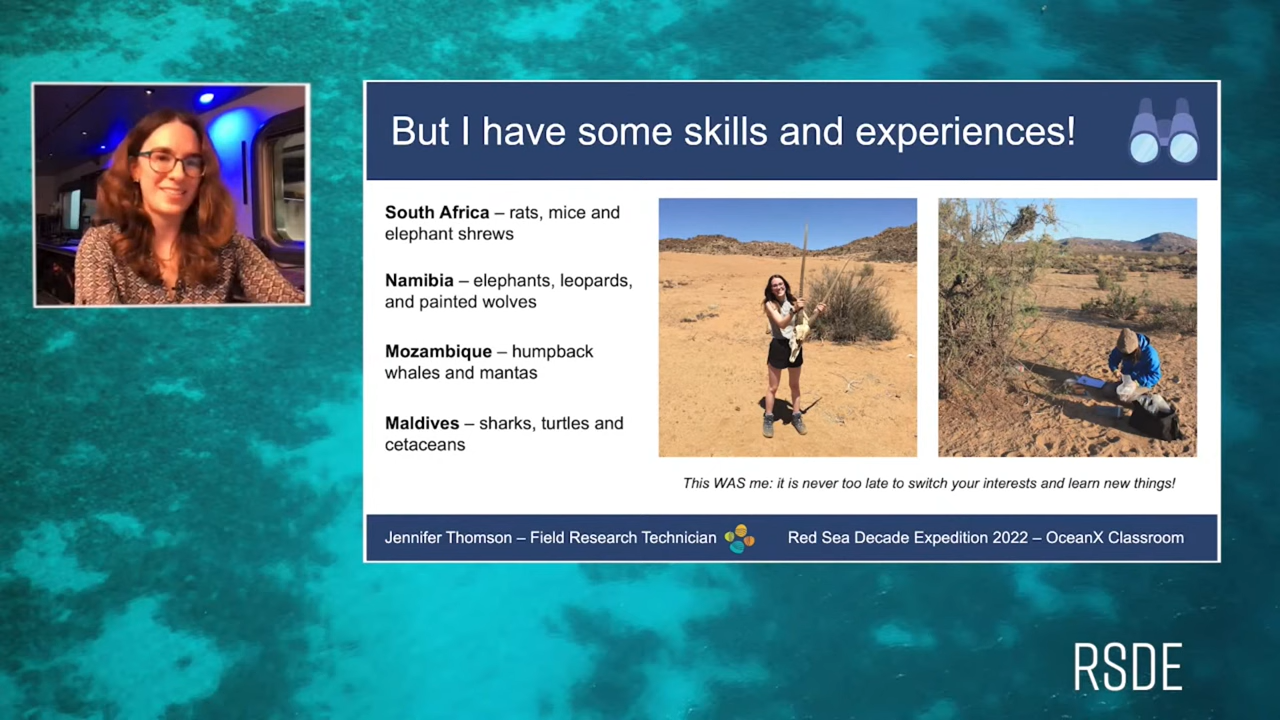 But I have some skills and experiences!
South Africa – rats, mice and
elephant shrews
Namibia – elephants, leopards,
and painted wolves
Mozambique – humpback
whales and mantas
Maldives – sharks, turtles and
cetaceans
This WAS me: it is never too late to switch your interests and learn new things!
Jennifer Thomson – Field Research Technician
Red Sea Decade Expedition 2022 – OceanX Classroom
RSDE